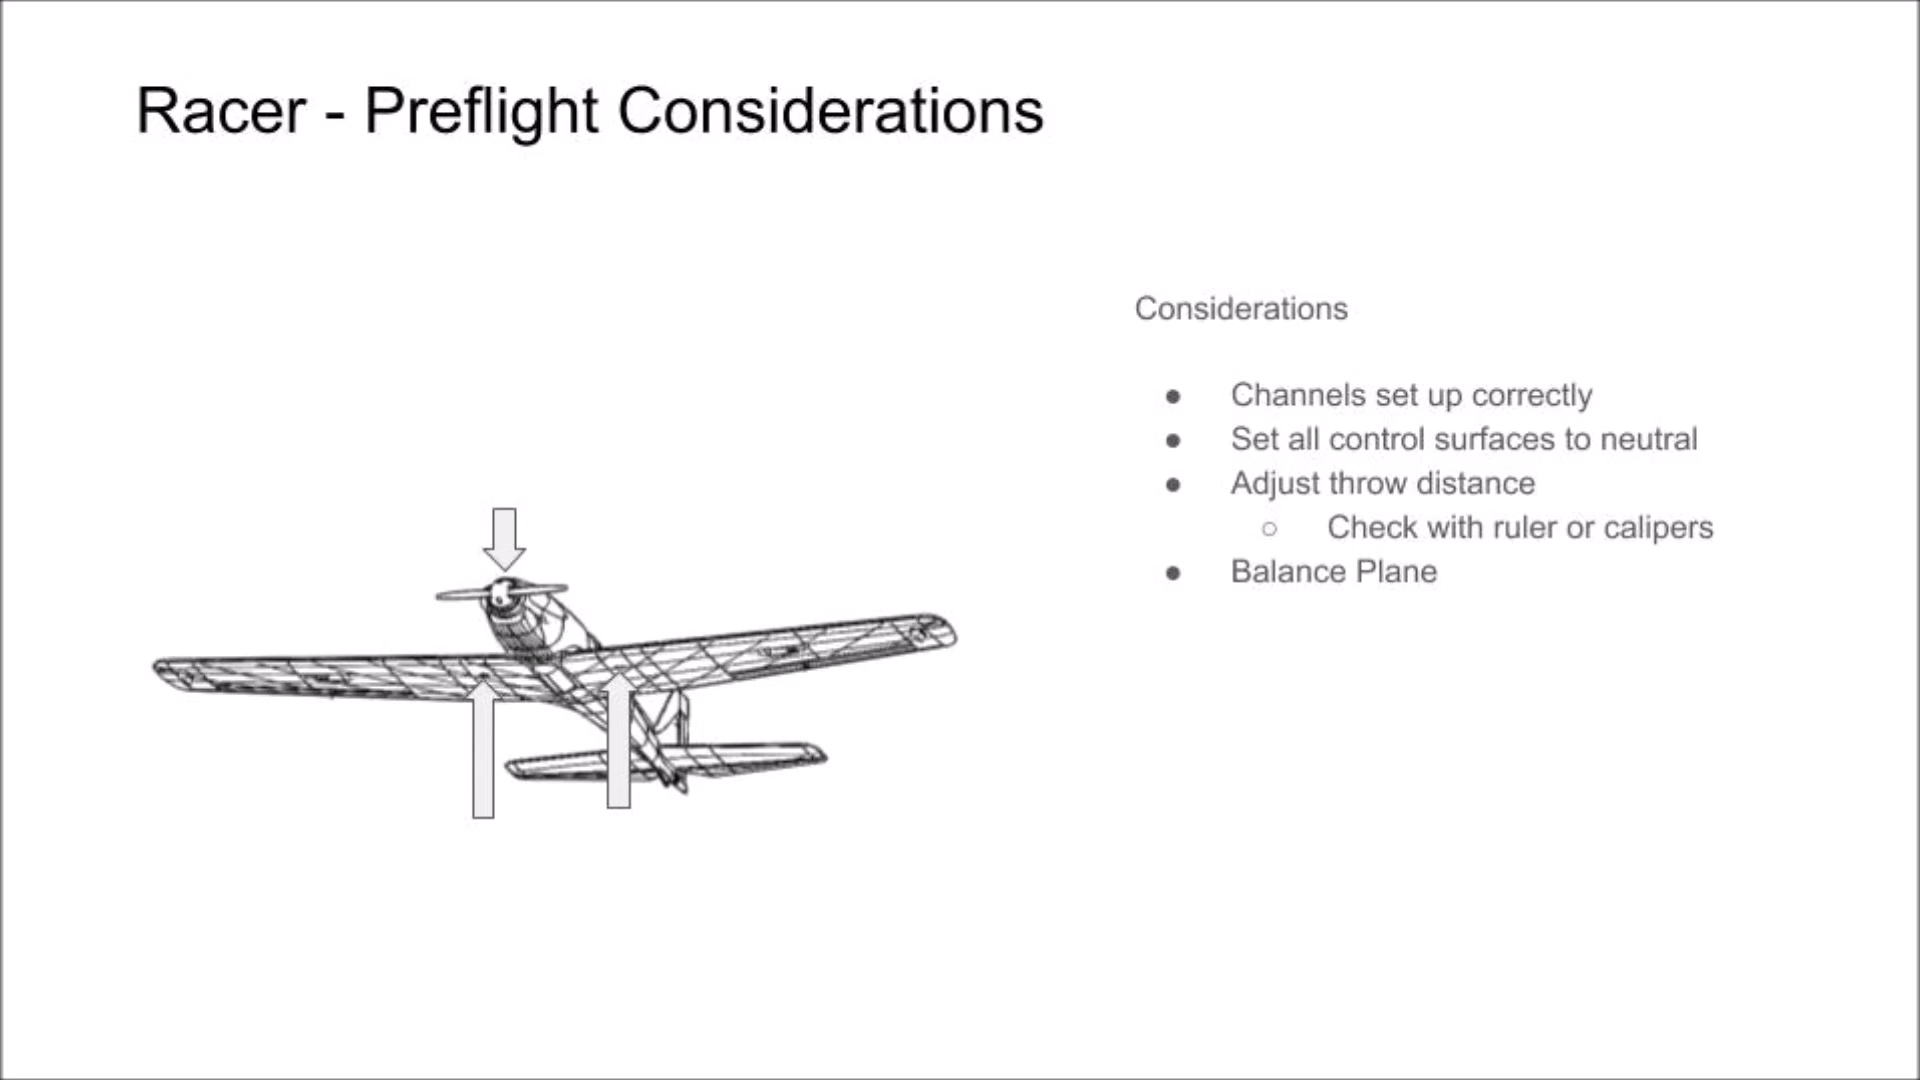 Racer - Preflight Considerations
Considerations
● Channels set up correctly
● Set all control surfaces to neutral
● Adjust throw distance
○ Check with ruler or calipers
● Balance Plane